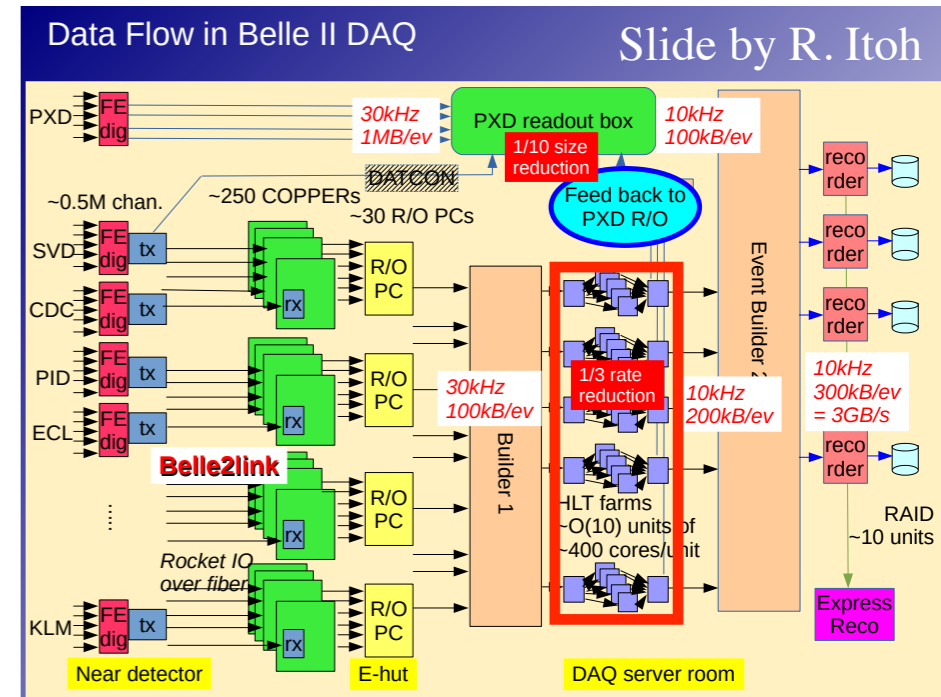 Data Flow in Belle II DAQ
Slide by R. Itoh
PXD
FE
dig
30kHz
1MB/ev
PXD readout box
1/10 size
reduction
10kHz
100kB/ev
DATCON
Feed back to
PXD R/O
~0.5M chan.
~250 COPPERs
~30 R/O PCs
SVD
FE
dig
tx
rx
R/O
PC
CDC
FE
dig
tx
PID
FE
dig
tx
rx
R/O
PC
ECL
FE
dig
tx
Belle2link
....
rx
R/O
PC
Rocket IO
over fiber
KLM
FE
dig
tx
rx
R/O
PC
30kHz
100kB/ev
Builder 1
1/3 rate
reduction
10kHz
200kB/ev
HLT farms
~O(10) units of
~400 cores/unit
Event Builder 2
reco
rder
reco
rder
reco
rder
10kHz
300kB/ev
= 3GB/s
reco
rder
RAID
~10 units
Express
Reco
Near detector
E-hut
DAQ server room